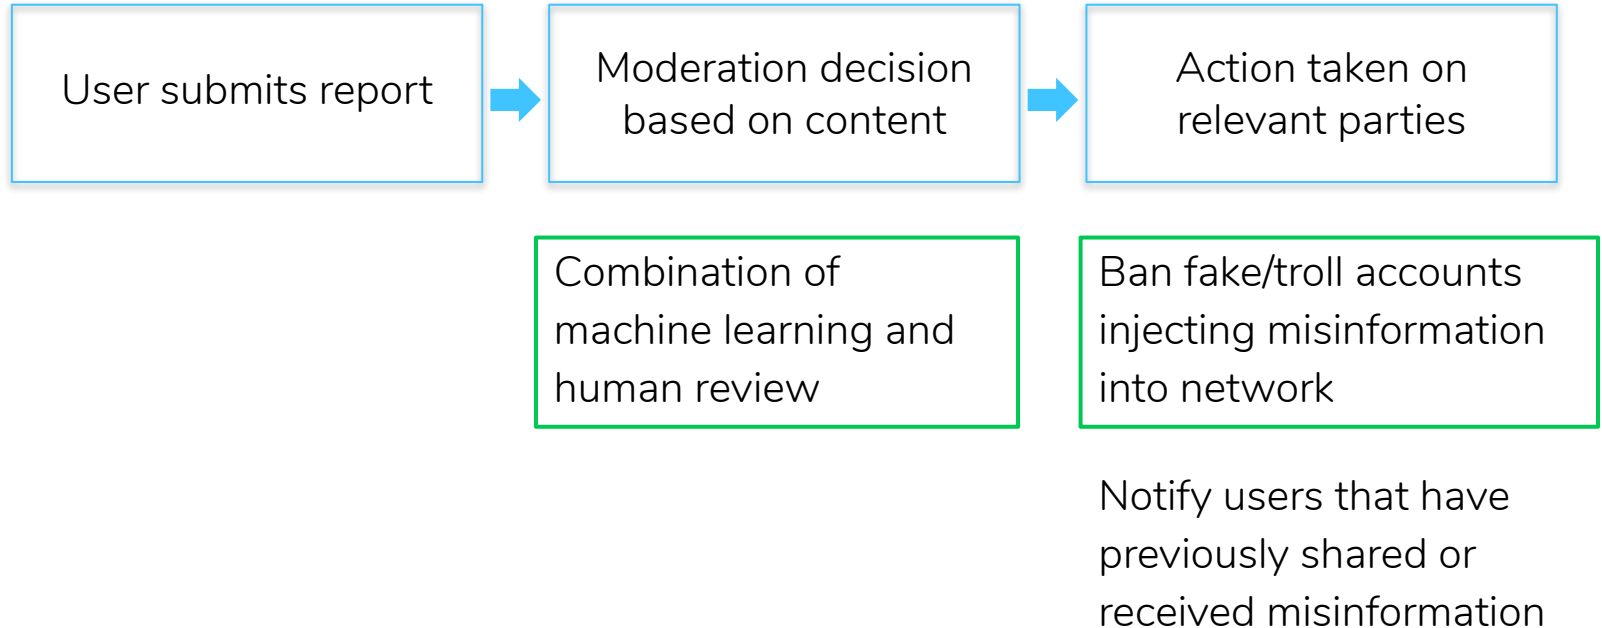 User submits report
Moderation decision
based on content
Action taken on
relevant parties
Combination of
machine learning and
human review
Ban fake/troll accounts
injecting misinformation
into network
Notify users that have
previously shared or
received misinformation